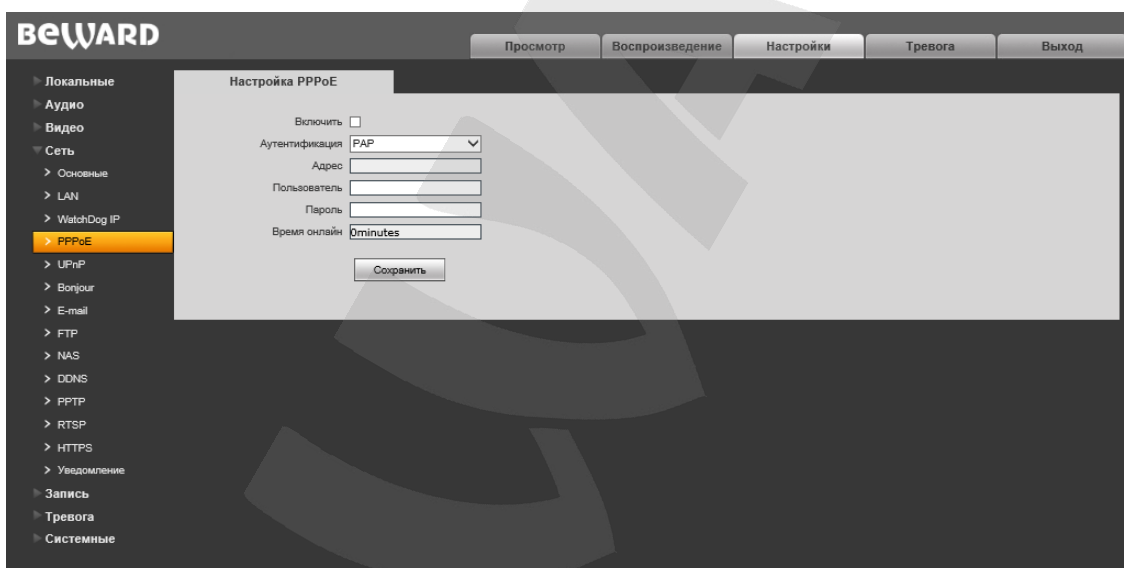 BEWARD
Просмотр
Воспроизведение
Настройки
Тревога
Выход
Локальные
Аудио
Видео
Сеть
Основные
LAN
WatchDog IP
PPPoE
UPnP
Bonjour
E-mail
FTP
NAS
DDNS
PPTP
RTSP
HTTPS
Уведомление
Запись
Тревога
Системные
Настройка PPPoE
Включить
Аутентификация PAP
Адрес
Пользователь
Пароль
Время онлайн 0minutes
Сохранить